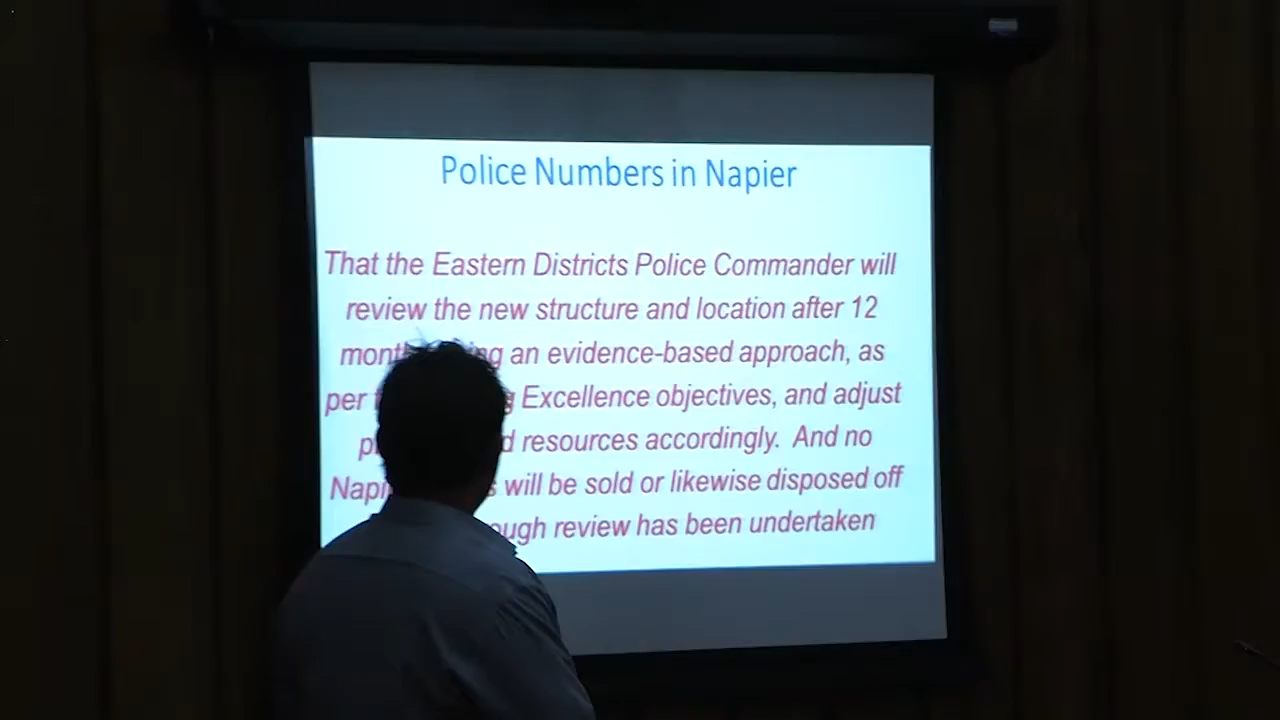 Police Numbers in Napier
That the Eastern Districts Police Commander will
review the new structure and location after 12
an evidence-based approach, as
per Excellence objectives, and adjust
resources accordingly. And no
will be sold or likewise disposed off
review has been undertaken